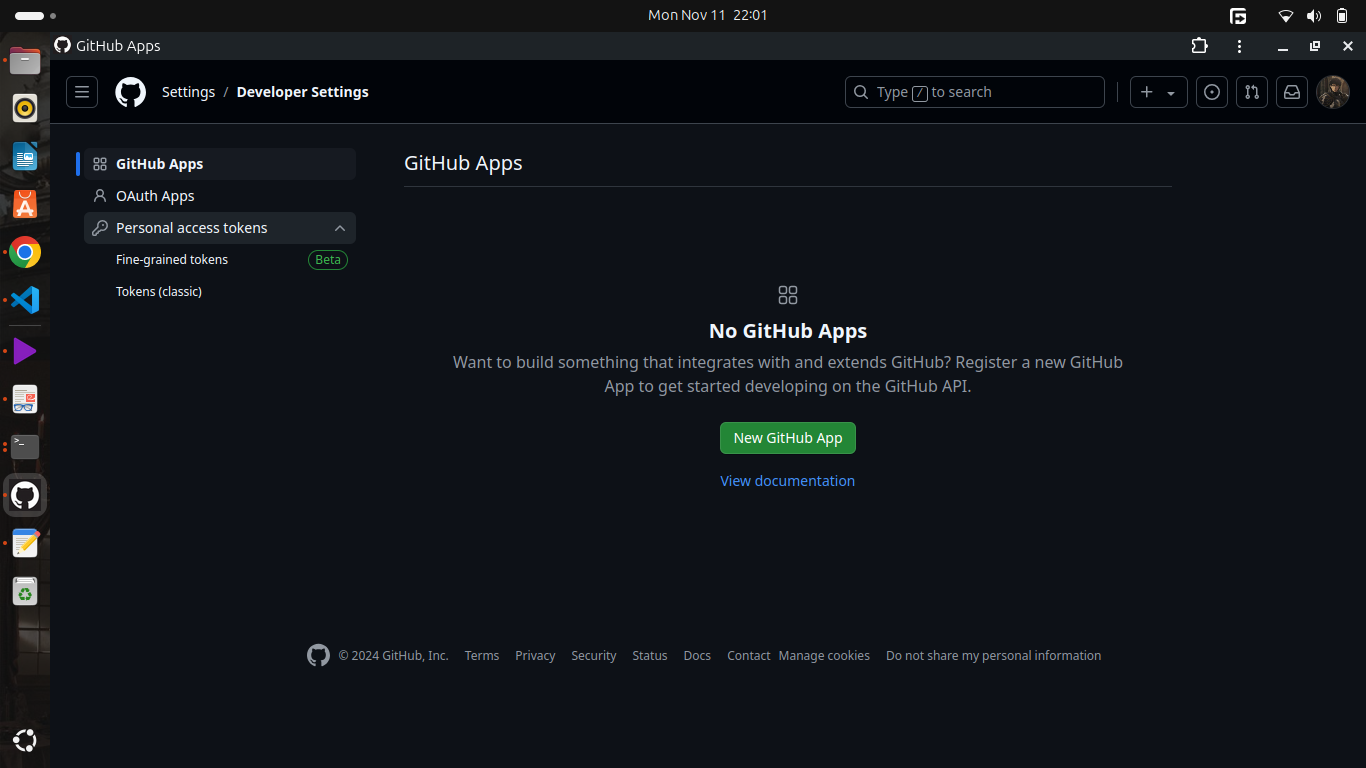 Mon Nov 11 22:01
GitHub Apps
Settings / Developer Settings
Type / to search
GitHub Apps
OAuth Apps
Personal access tokens
Fine-grained tokens Beta
Tokens (classic)
GitHub Apps
No GitHub Apps
Want to build something that integrates with and extends GitHub? Register a new GitHub
App to get started developing on the GitHub API.
New GitHub App
View documentation
© 2024 GitHub, Inc. Terms Privacy Security Status Docs Contact Manage cookies Do not share my personal information